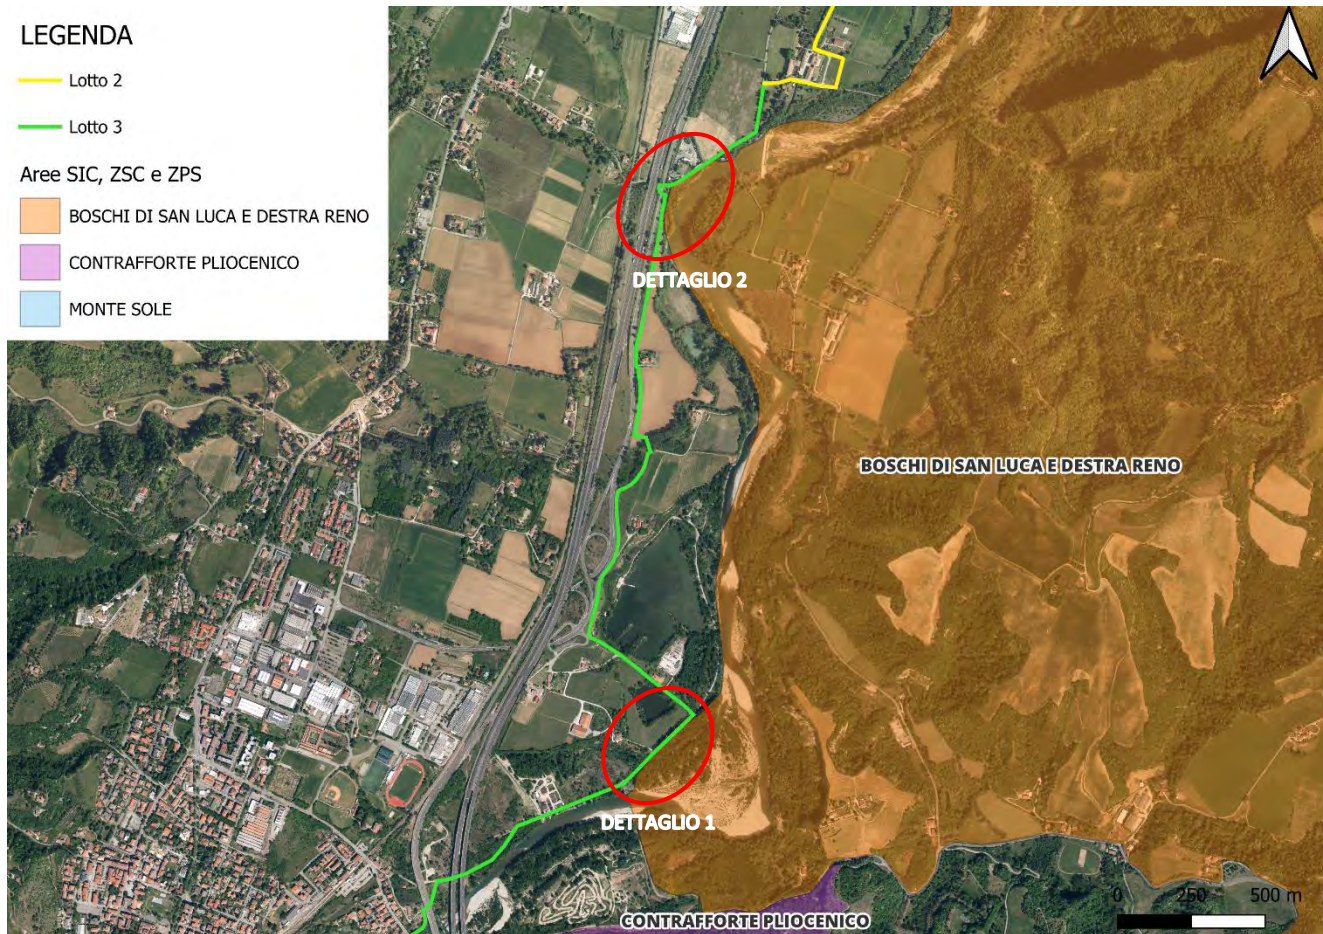 LEGENDA
Lotto 2
Lotto 3
Aree SIC, ZSC e ZPS
BOSCHI DI SAN LUCA E DESTRA RENO
CONTRAFFORTE PLIOCENICO
MONTE SOLE
DETTAGLIO 2
BOSCHI DI SAN LUCA E DESTRA RENO
DETTAGLIO 1
0 250 500 m
CONTRAFFORTE PLIOCENICO